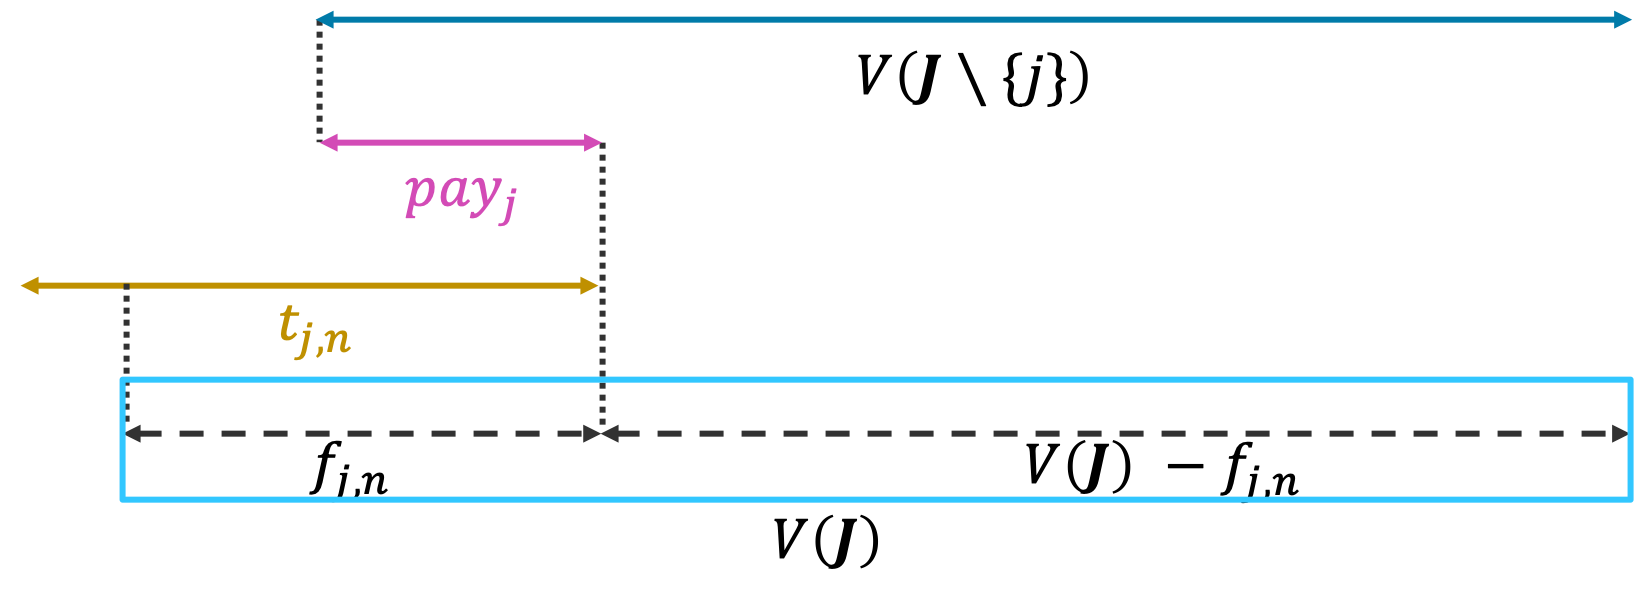 V(J \ {j})
pay_j
t_{j,n}
f_{j,n}
V(J) − f_{j,n}
V(J)